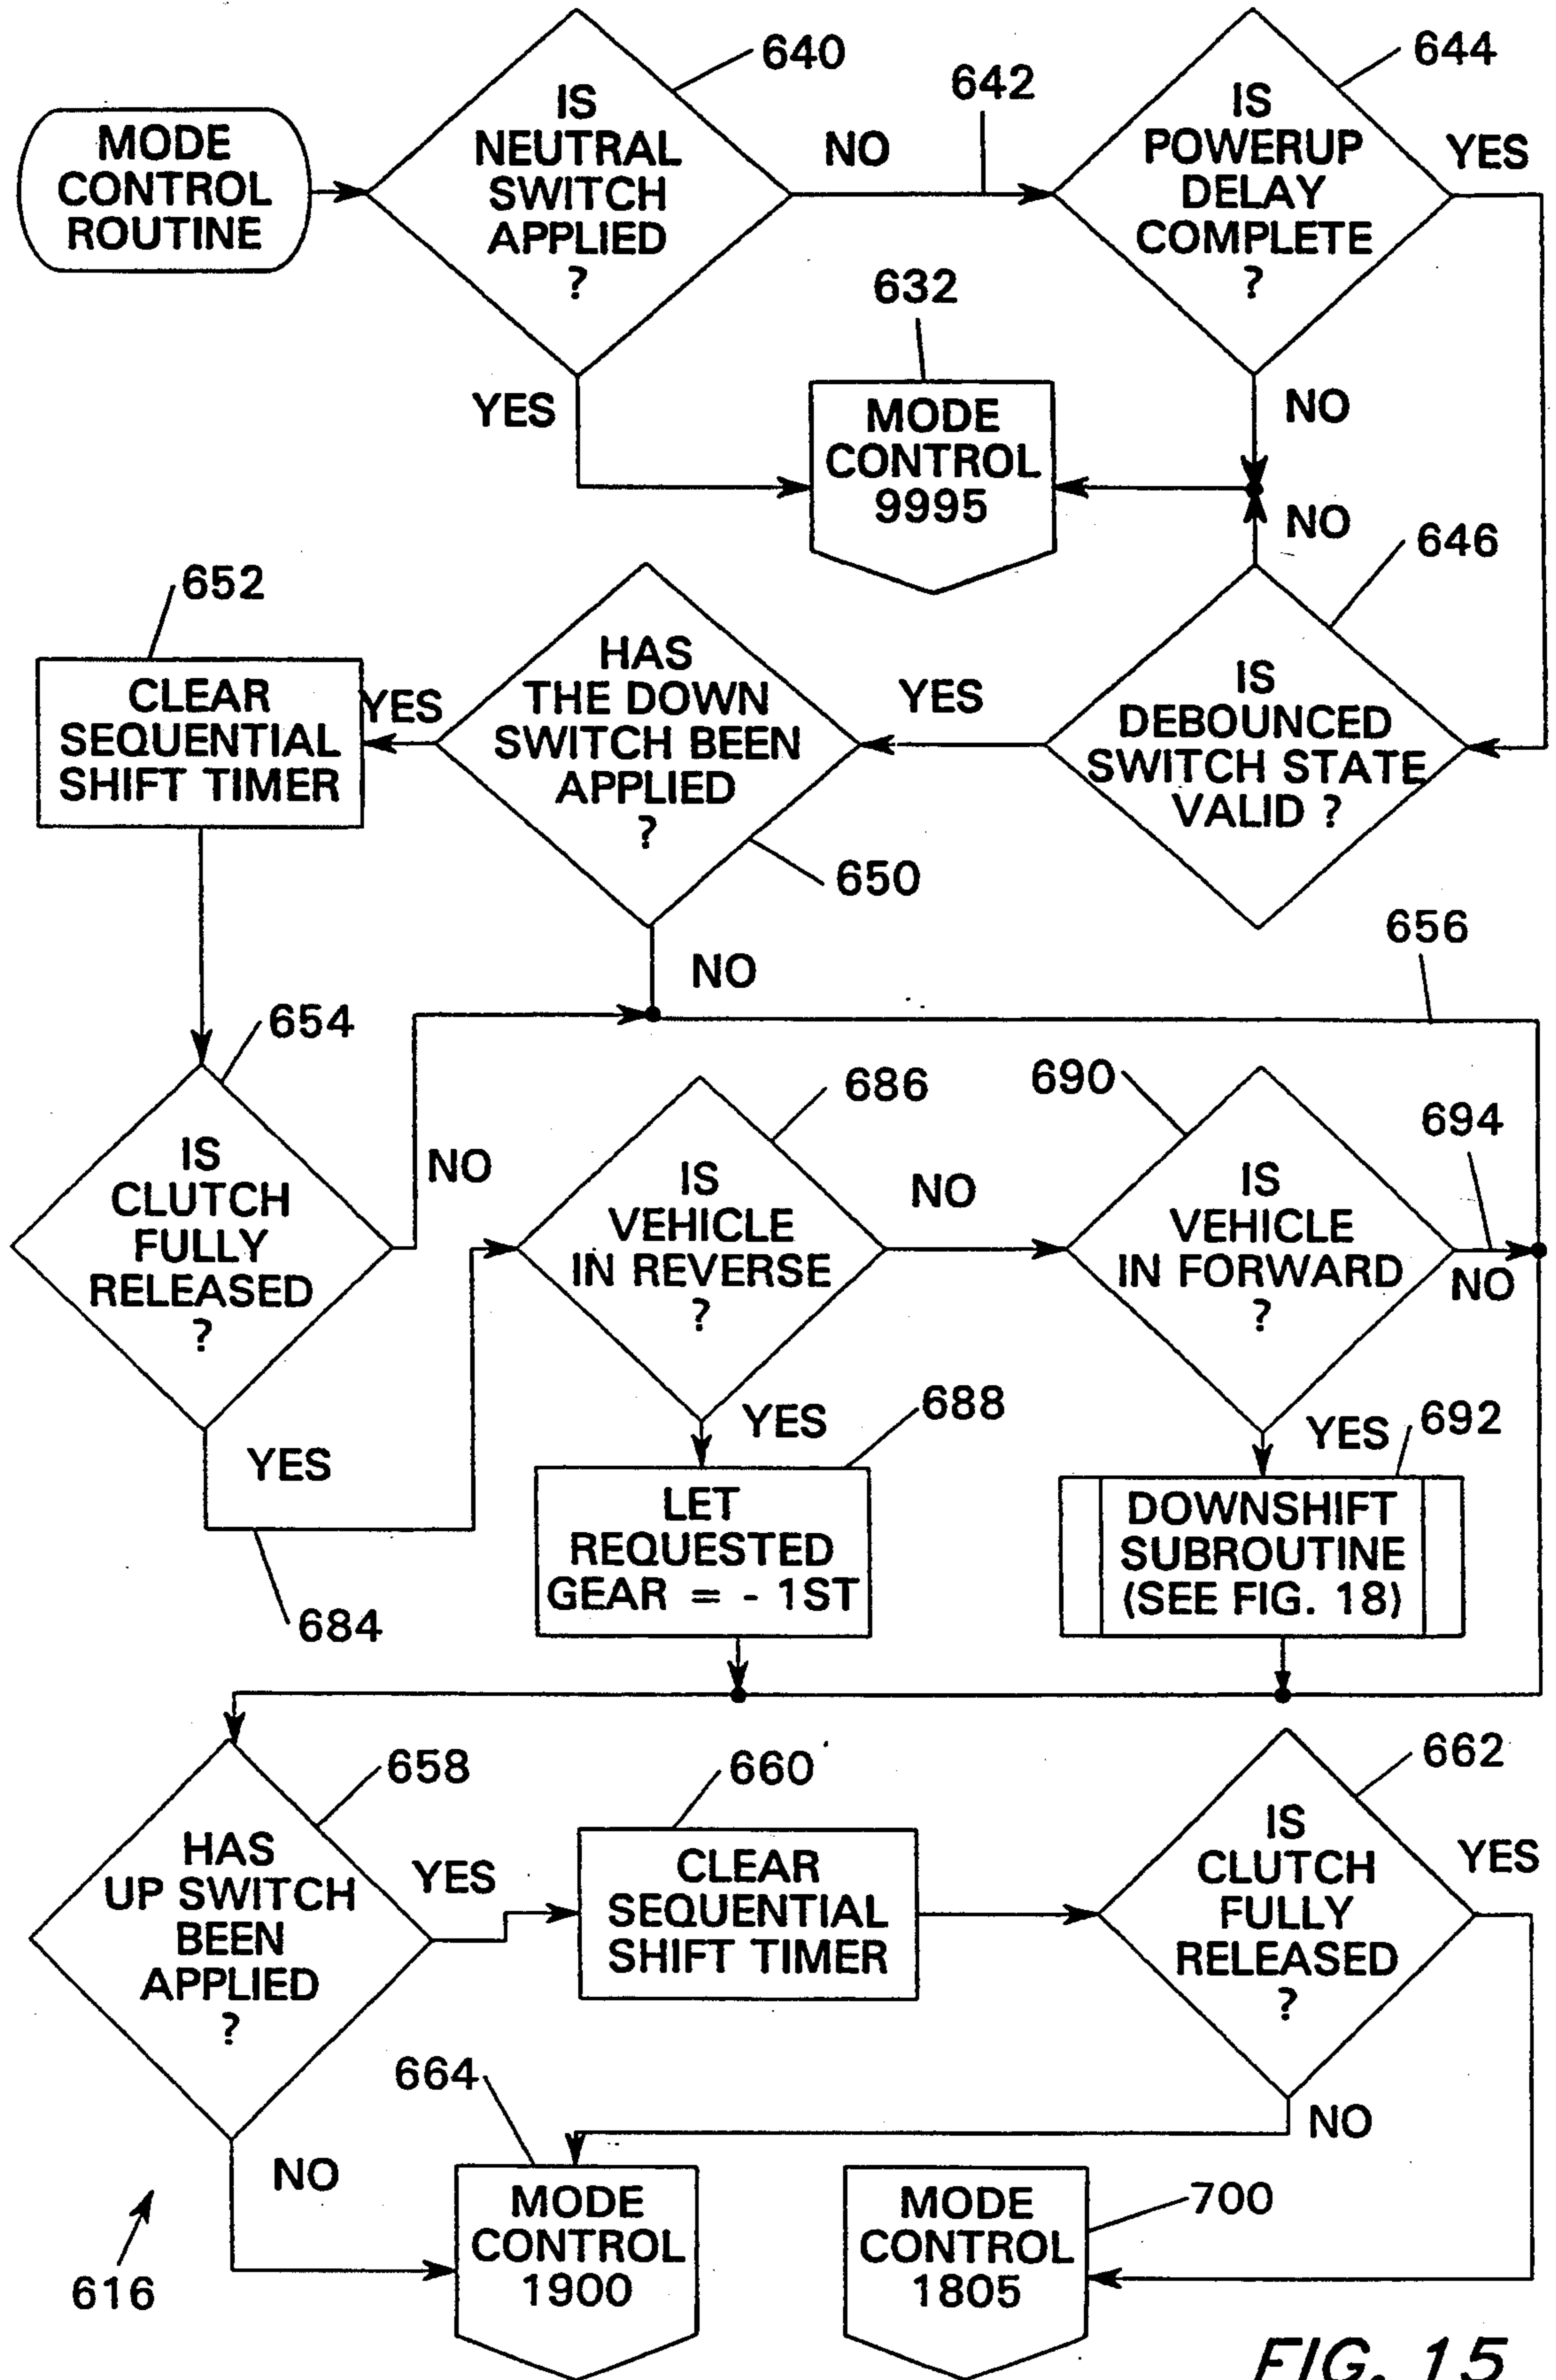 640
644
642
IS
NEUTRAL
SWITCH
APPLIED
?
IS
POWERUP
DELAY
COMPLETE
?
MODE
CONTROL
ROUTINE
NO
YES
632
YES
MODE
CONTROL
9995
NO
NO
646
652
CLEAR
SEQUENTIAL
SHIFT TIMER
YES
HAS
THE DOWN
SWITCH BEEN
APPLIED
?
YES
IS
DEBOUNCED
SWITCH STATE
VALID ?
650
NO
656
654
IS
CLUTCH
FULLY
RELEASED
?
NO
686
IS
VEHICLE
IN REVERSE
?
NO
690
IS
VEHICLE
IN FORWARD
?
694
NO
YES
684
YES
688
LET
REQUESTED
GEAR = - 1ST
YES
692
DOWNSHIFT
SUBROUTINE
(SEE FIG. 18)
658
HAS
UP SWITCH
BEEN
APPLIED
?
YES
660
CLEAR
SEQUENTIAL
SHIFT TIMER
662
IS
CLUTCH
FULLY
RELEASED
?
YES
NO
664
NO
MODE
CONTROL
1900
700
MODE
CONTROL
1805
616
FIG. 15